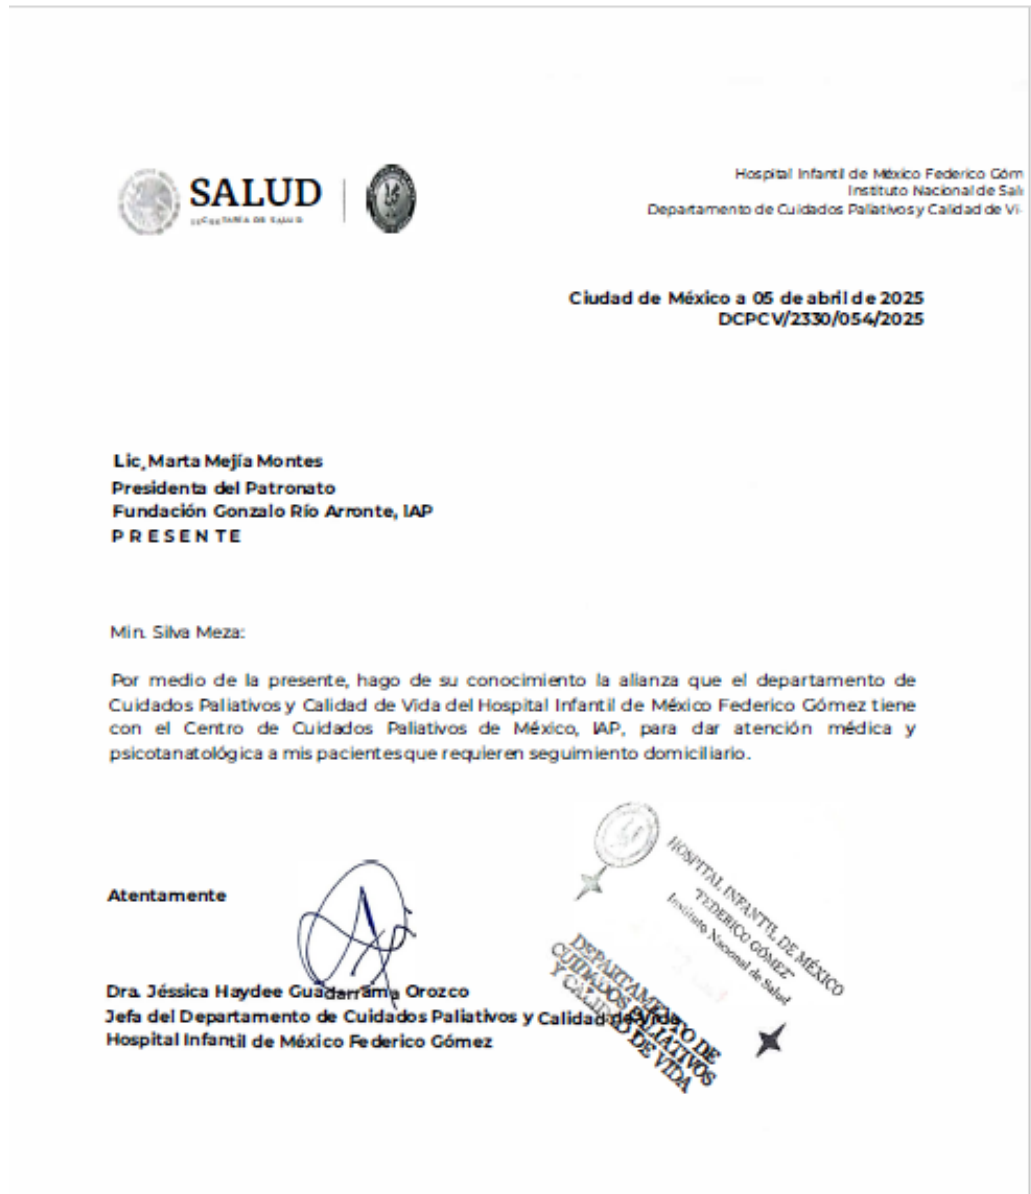 SALUD
SECRETARÍA DE SALUD
Hospital Infantil de México Federico Góm
Instituto Nacional de Sal
Departamento de Cuidados Paliativos y Calidad de Vi
Ciudad de México a 05 de abril de 2025
DCPCV/2330/054/2025
Lic. Marta Mejía Montes
Presidenta del Patronato
Fundación Gonzalo Río Arronte, IAP
P R E S E N T E
Min. Silva Meza:
Por medio de la presente, hago de su conocimiento la alianza que el departamento de
Cuidados Paliativos y Calidad de Vida del Hospital Infantil de México Federico Gómez tiene
con el Centro de Cuidados Paliativos de México, IAP, para dar atención médica y
psicotanatológica a mis pacientes que requieren seguimiento domiciliario.
Atentamente
Dra. Jéssica Haydee Guadarrama Orozco
Jefa del Departamento de Cuidados Paliativos y Calidad de Vida
Hospital Infantil de México Federico Gómez
HOSPITAL INFANTIL DE MÉXICO
"FEDERICO GÓMEZ"
Instituto Nacional de Salud
DEPARTAMENTO DE
CUIDADOS PALIATIVOS
Y CALIDAD DE VIDA